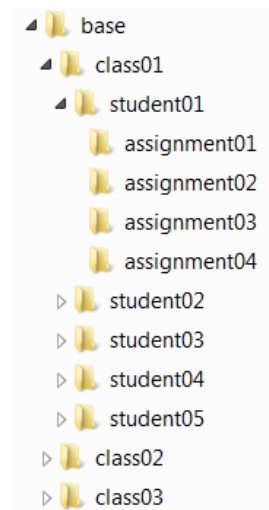 base
class01
student01
assignment01
assignment02
assignment03
assignment04
student02
student03
student04
student05
class02
class03